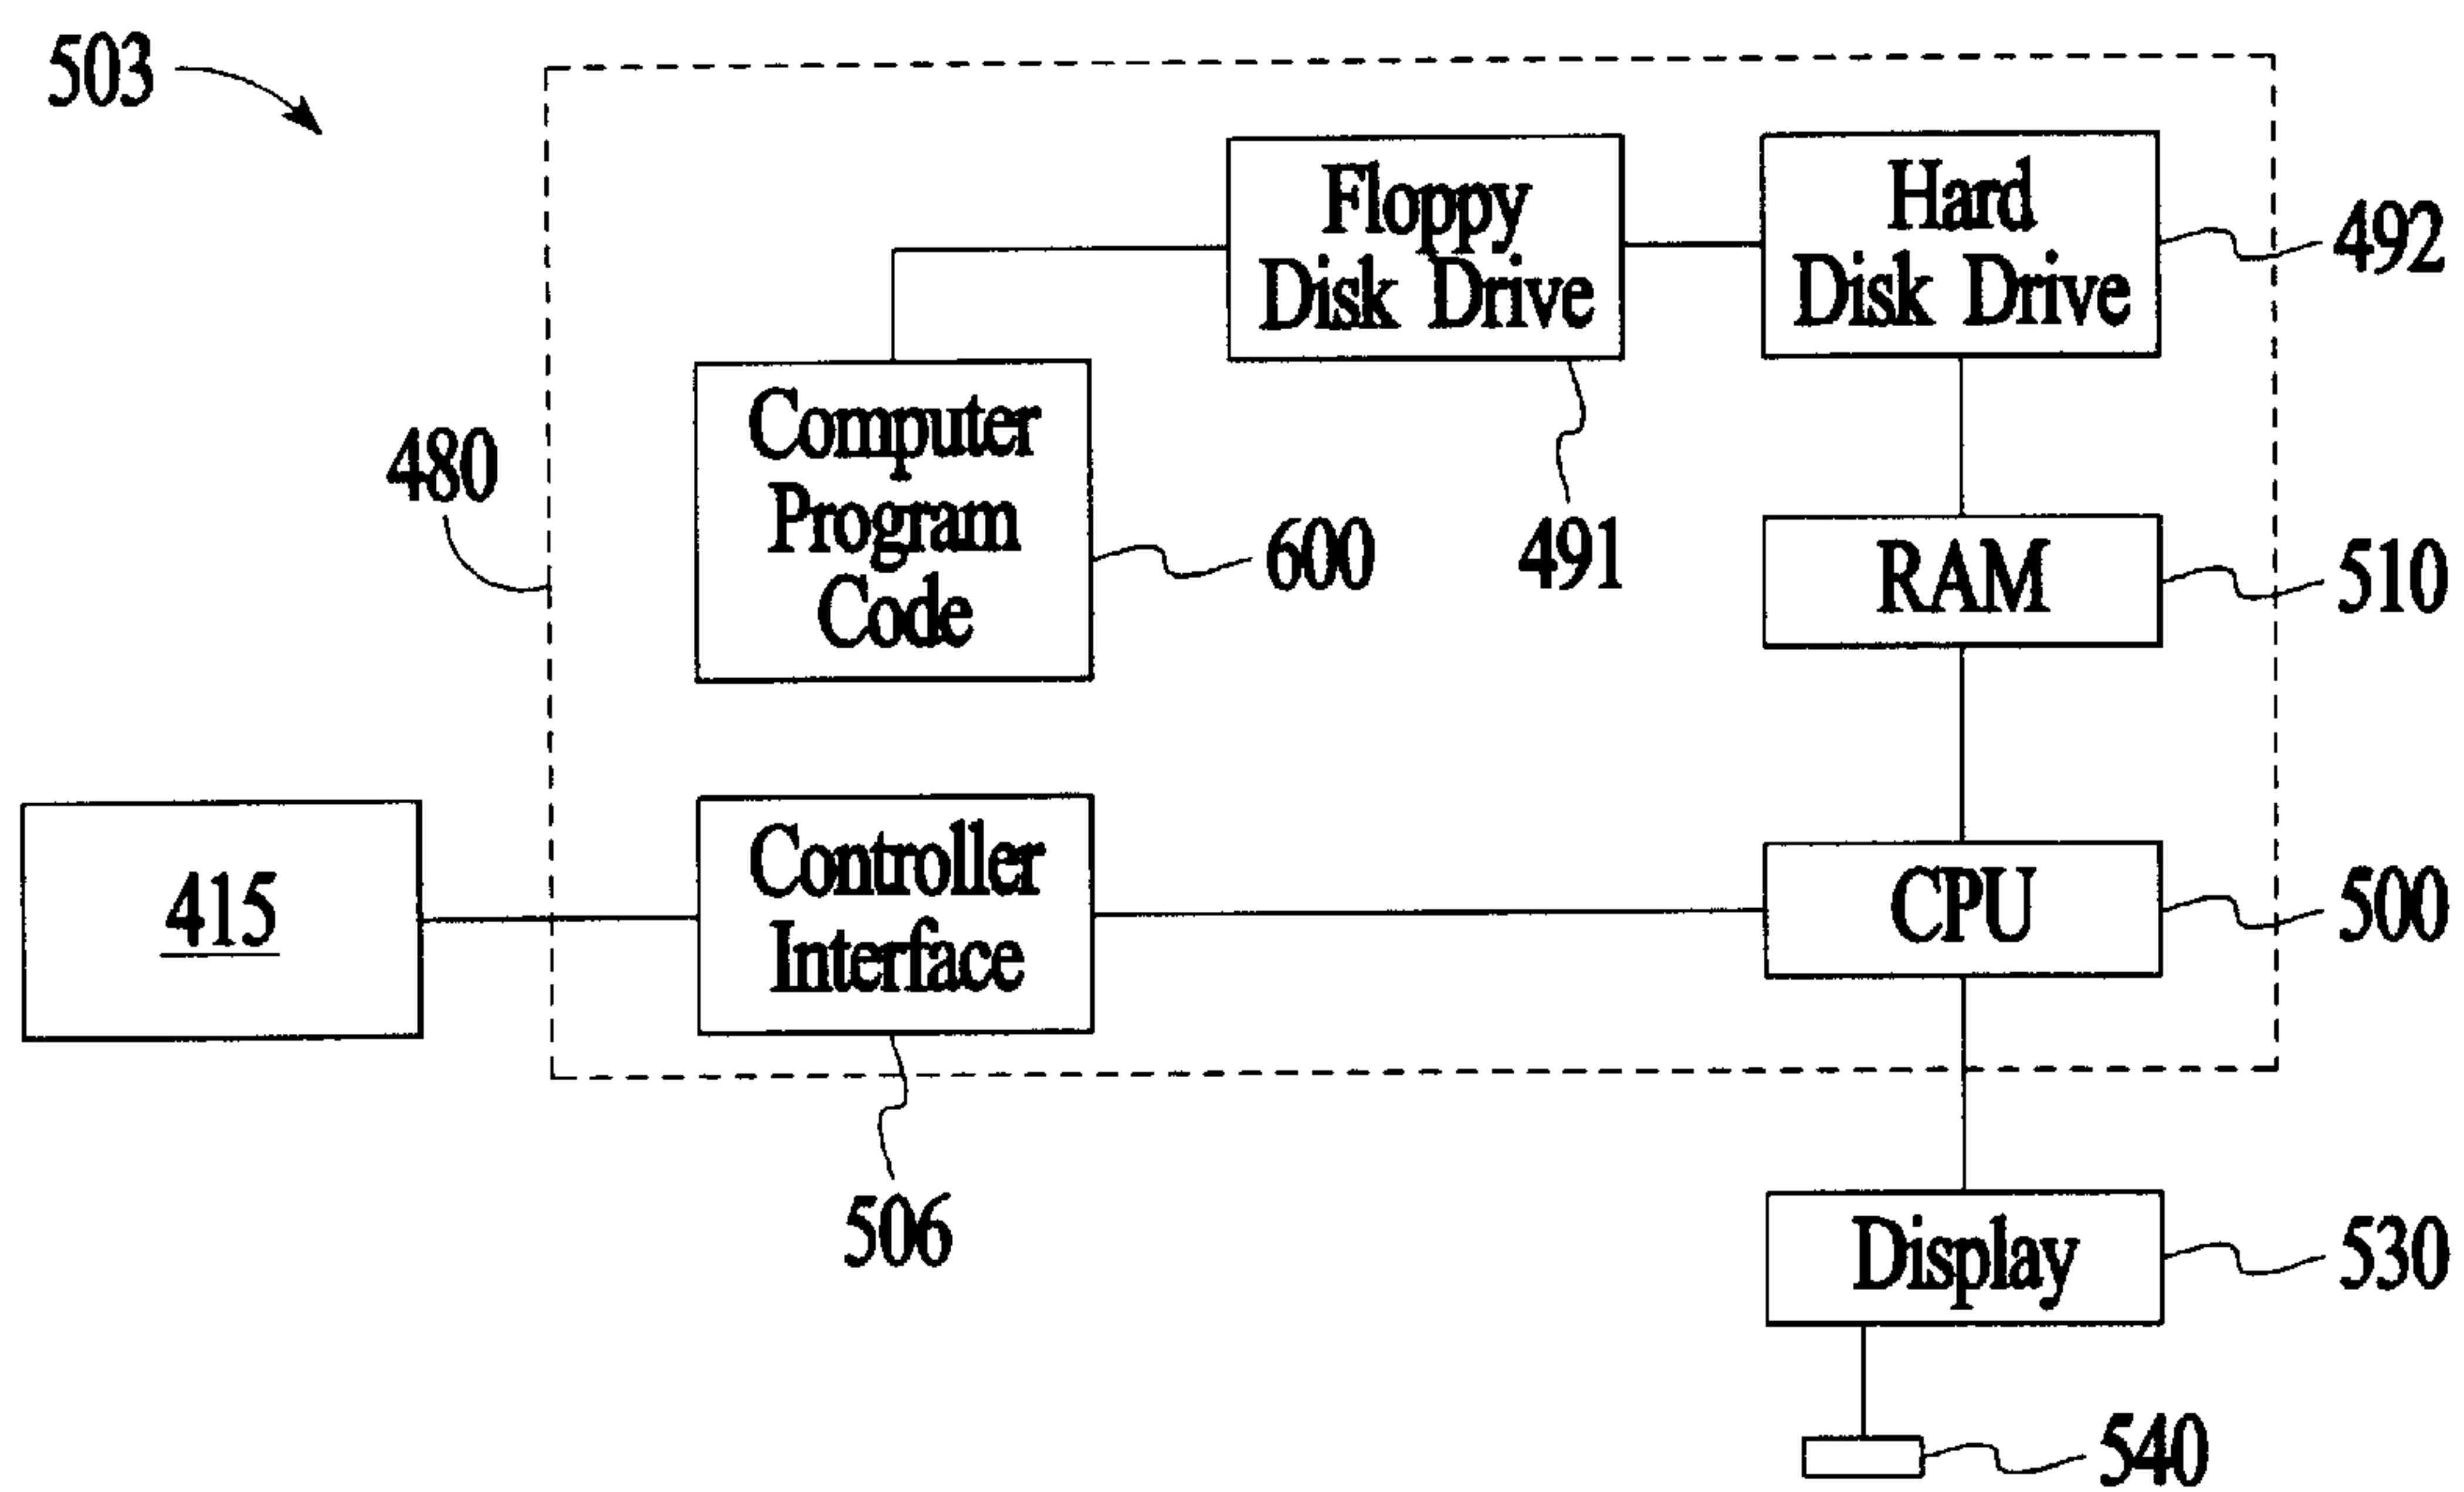 503
Floppy
Disk Drive
Hard
Disk Drive
492
Computer
Program
Code
480
600
491
RAM
510
415
Controller
Interface
CPU
500
506
Display
530
540